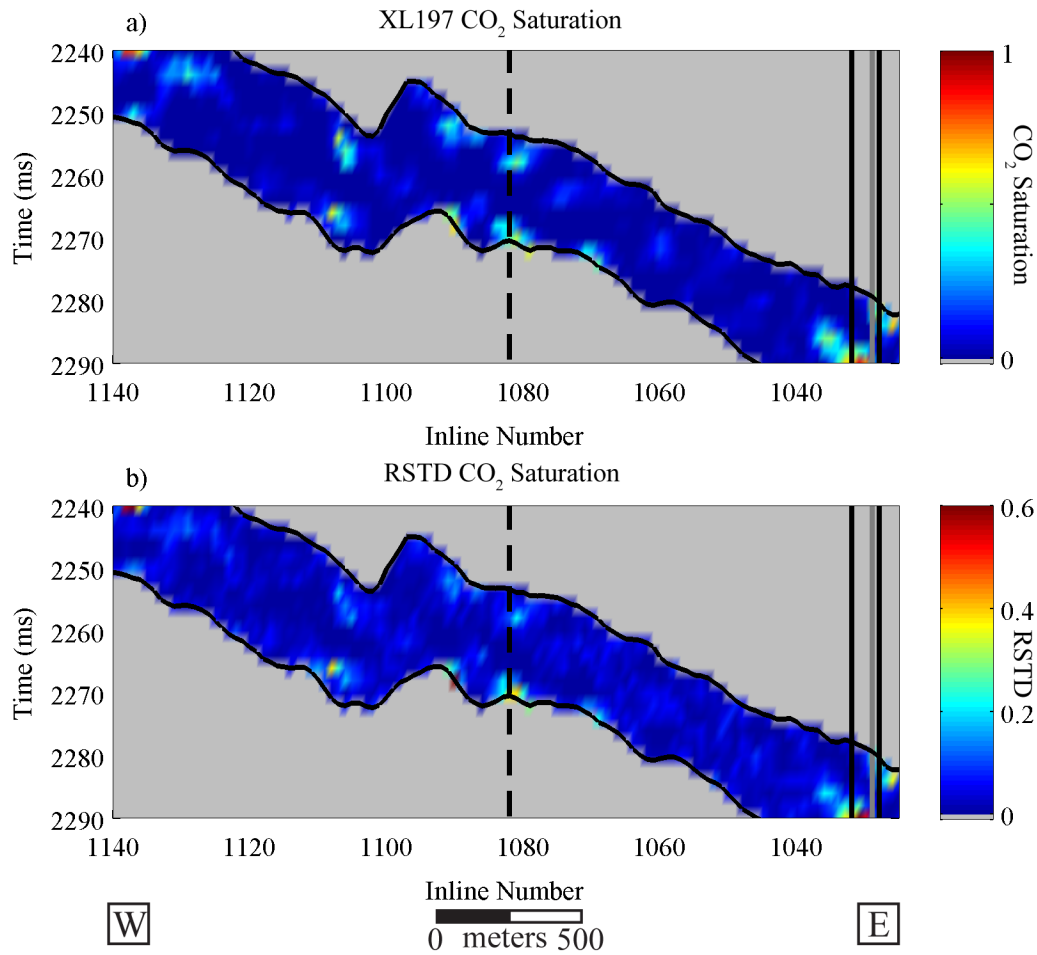 a)
XL197 CO₂ Saturation
2240
2250
2260
2270
2280
2290
Time (ms)
1140 1120 1100 1080 1060 1040
Inline Number
1
0
CO₂ Saturation
b)
RSTD CO₂ Saturation
2240
2250
2260
2270
2280
2290
Time (ms)
1140 1120 1100 1080 1060 1040
Inline Number
0.6
0.4
0.2
0
RSTD
W
0 meters 500
E